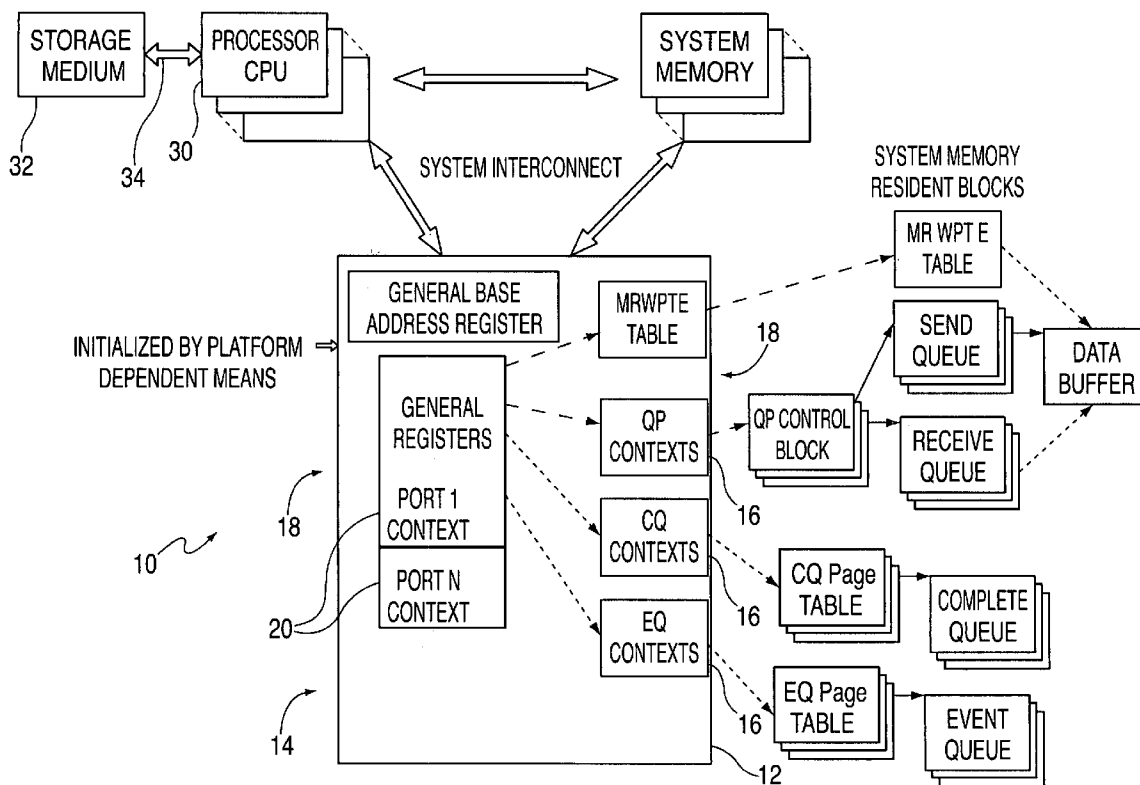 STORAGE
MEDIUM
PROCESSOR
CPU
SYSTEM
MEMORY
32
34
30
SYSTEM INTERCONNECT
SYSTEM MEMORY
RESIDENT BLOCKS
MR WPT E
TABLE
GENERAL BASE
ADDRESS REGISTER
MRWPTE
TABLE
18
SEND
QUEUE
DATA
BUFFER
INITIALIZED BY PLATFORM
DEPENDENT MEANS
GENERAL
REGISTERS
QP
CONTEXTS
QP CONTROL
BLOCK
RECEIVE
QUEUE
16
18
PORT 1
CONTEXT
CQ
CONTEXTS
10
CQ Page
TABLE
COMPLETE
QUEUE
PORT N
CONTEXT
16
20
EQ
CONTEXTS
EQ Page
TABLE
16
14
EVENT
QUEUE
12